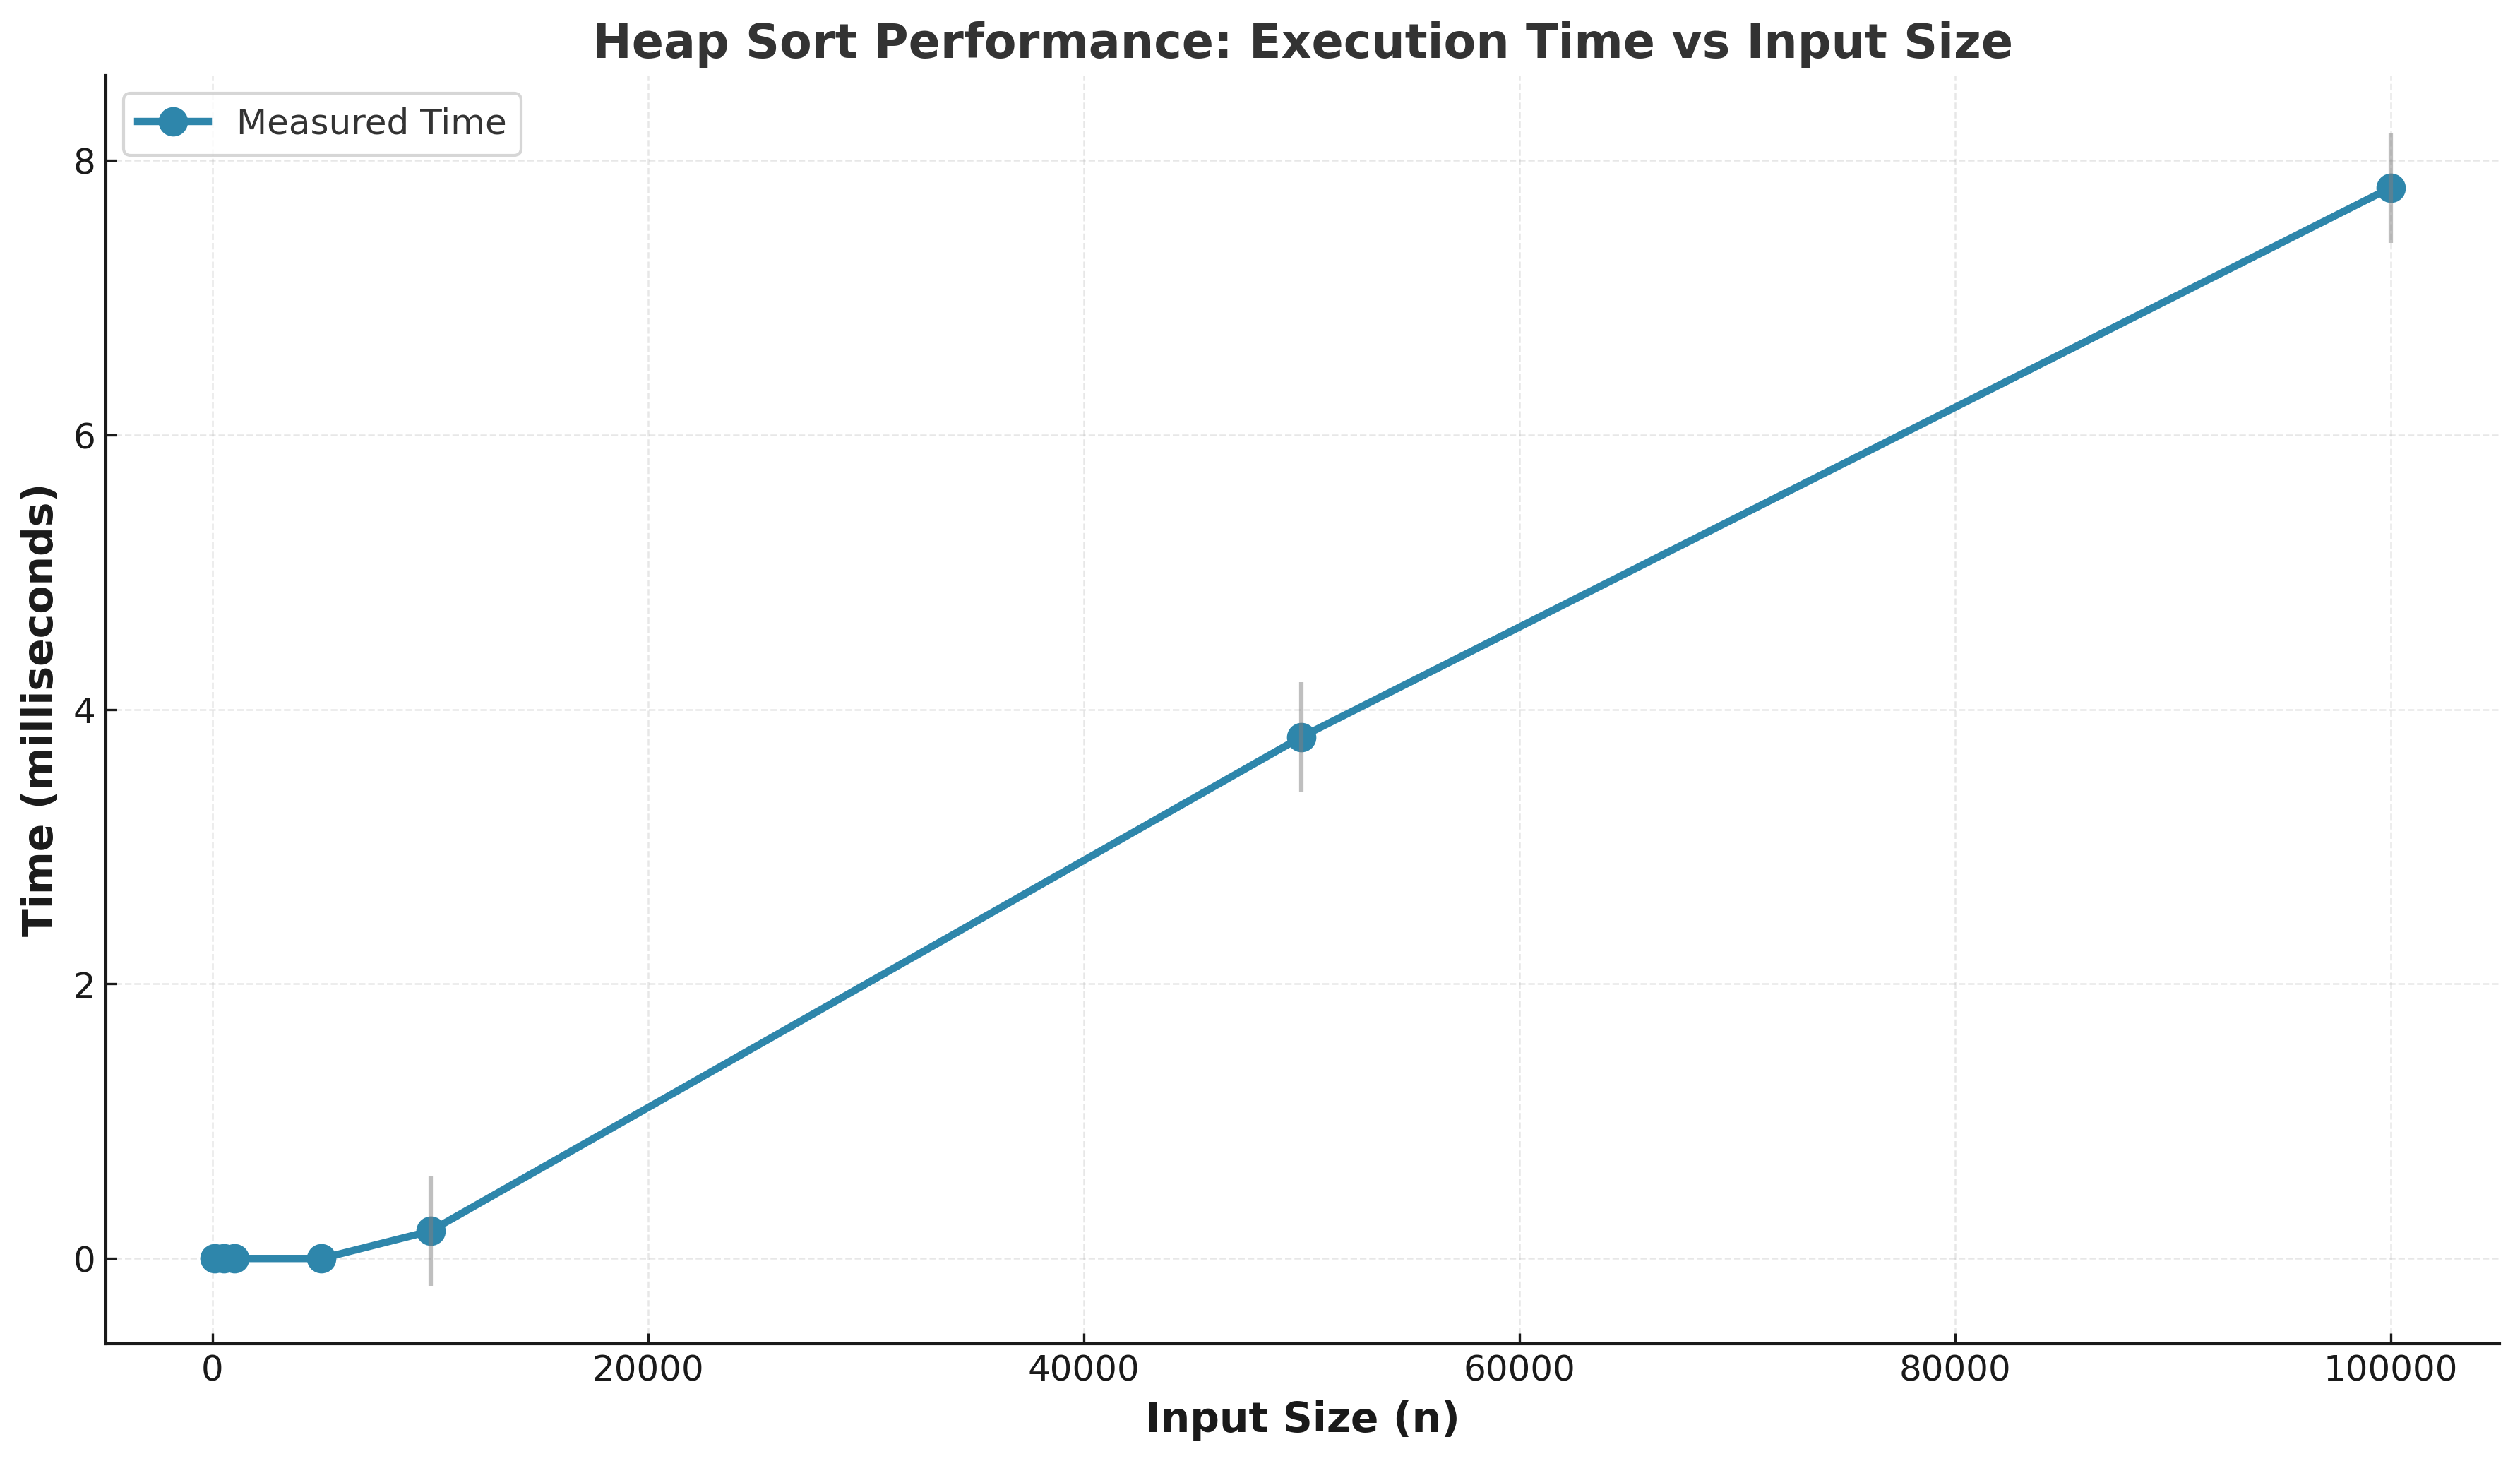 Heap Sort Performance: Execution Time vs Input Size
Measured Time
8
6
4
2
0
Time (milliseconds)
0 20000 40000 60000 80000 100000
Input Size (n)